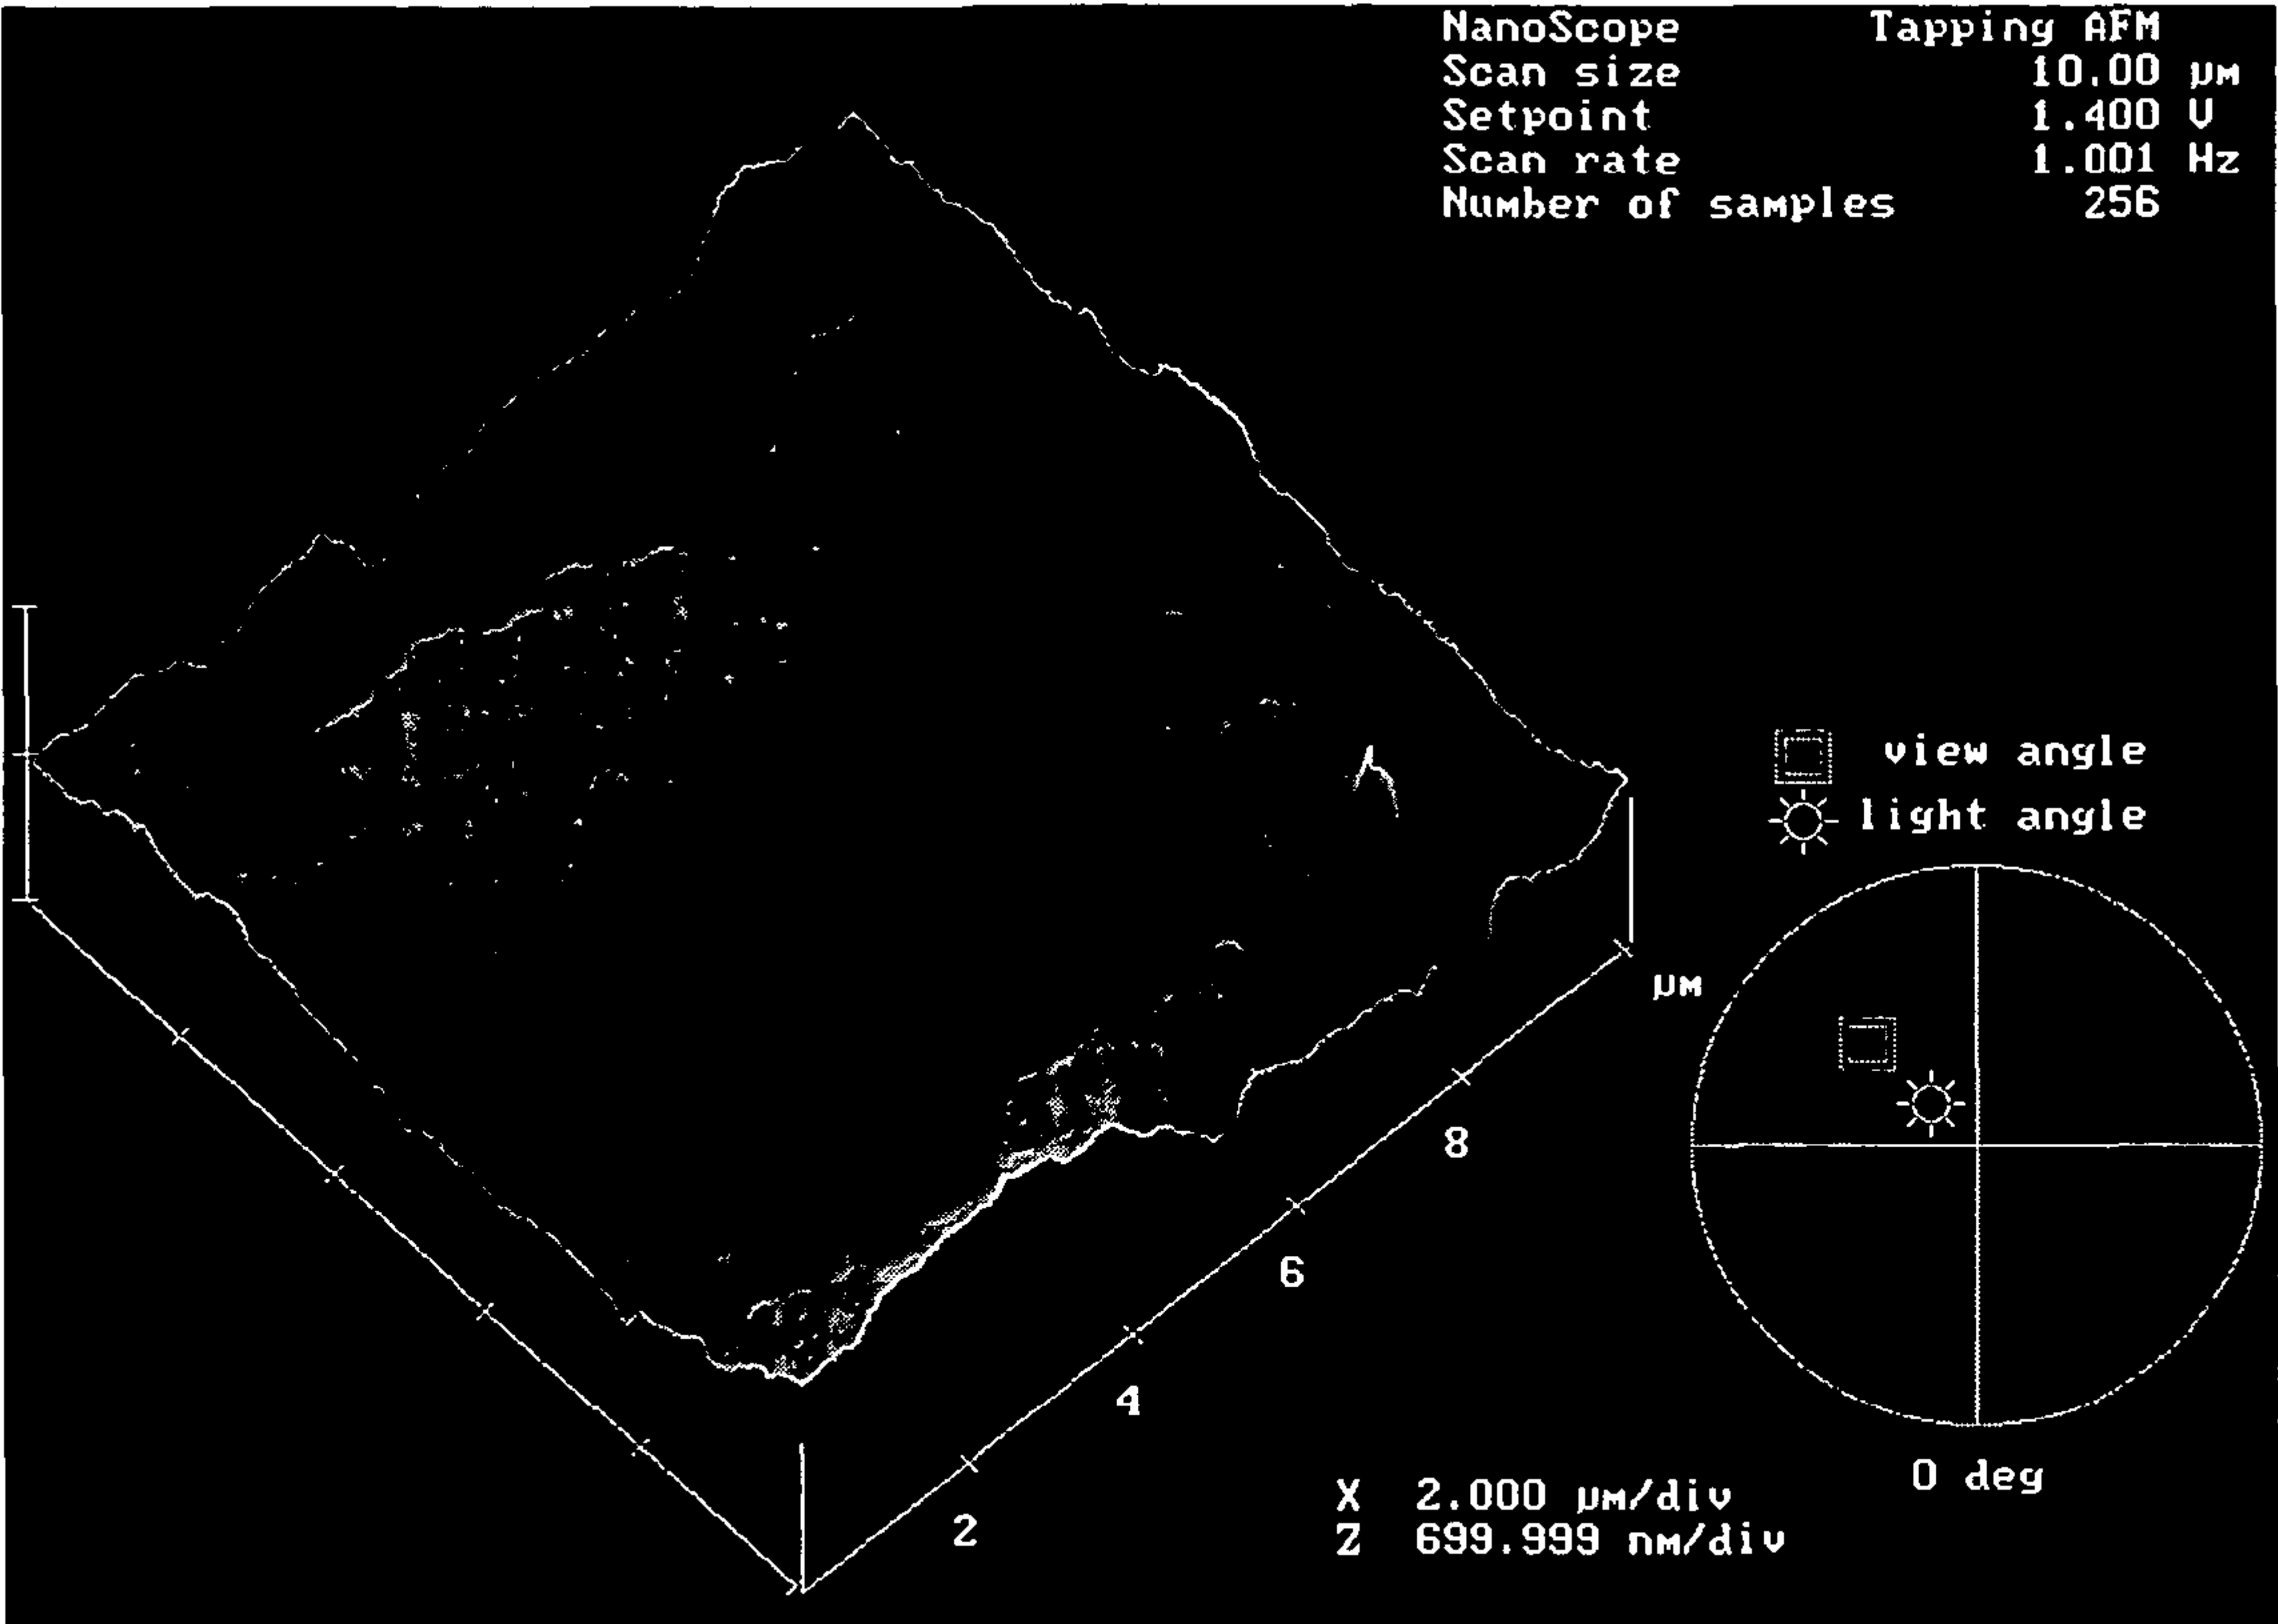 NanoScope Tapping AFM
Scan size 10.00 µm
Setpoint 1.400 V
Scan rate 1.001 Hz
Number of samples 256
view angle
light angle
µm
8
6
4
2
0 deg
X 2.000 µm/div
Z 699.999 nm/div